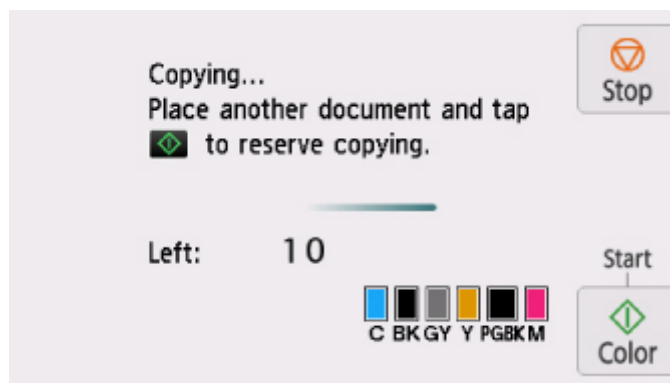 Copying...
Place another document and tap
to reserve copying.
Stop
Left: 10
Start
Color
C BK GY Y PGBK M